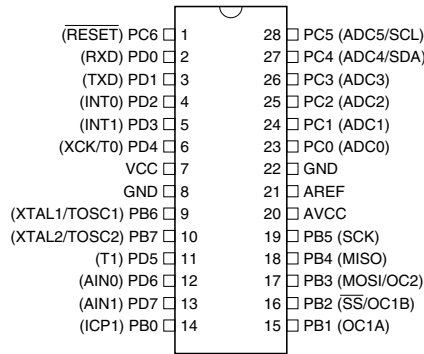 (RESET) PC6 1 28 PC5 (ADC5/SCL)
(RXD) PD0 2 27 PC4 (ADC4/SDA)
(TXD) PD1 3 26 PC3 (ADC3)
(INT0) PD2 4 25 PC2 (ADC2)
(INT1) PD3 5 24 PC1 (ADC1)
(XCK/T0) PD4 6 23 PC0 (ADC0)
VCC 7 22 GND
GND 8 21 AREF
(XTAL1/TOSC1) PB6 9 20 AVCC
(XTAL2/TOSC2) PB7 10 19 PB5 (SCK)
(T1) PD5 11 18 PB4 (MISO)
(AIN0) PD6 12 17 PB3 (MOSI/OC2)
(AIN1) PD7 13 16 PB2 (SS/OC1B)
(ICP1) PB0 14 15 PB1 (OC1A)